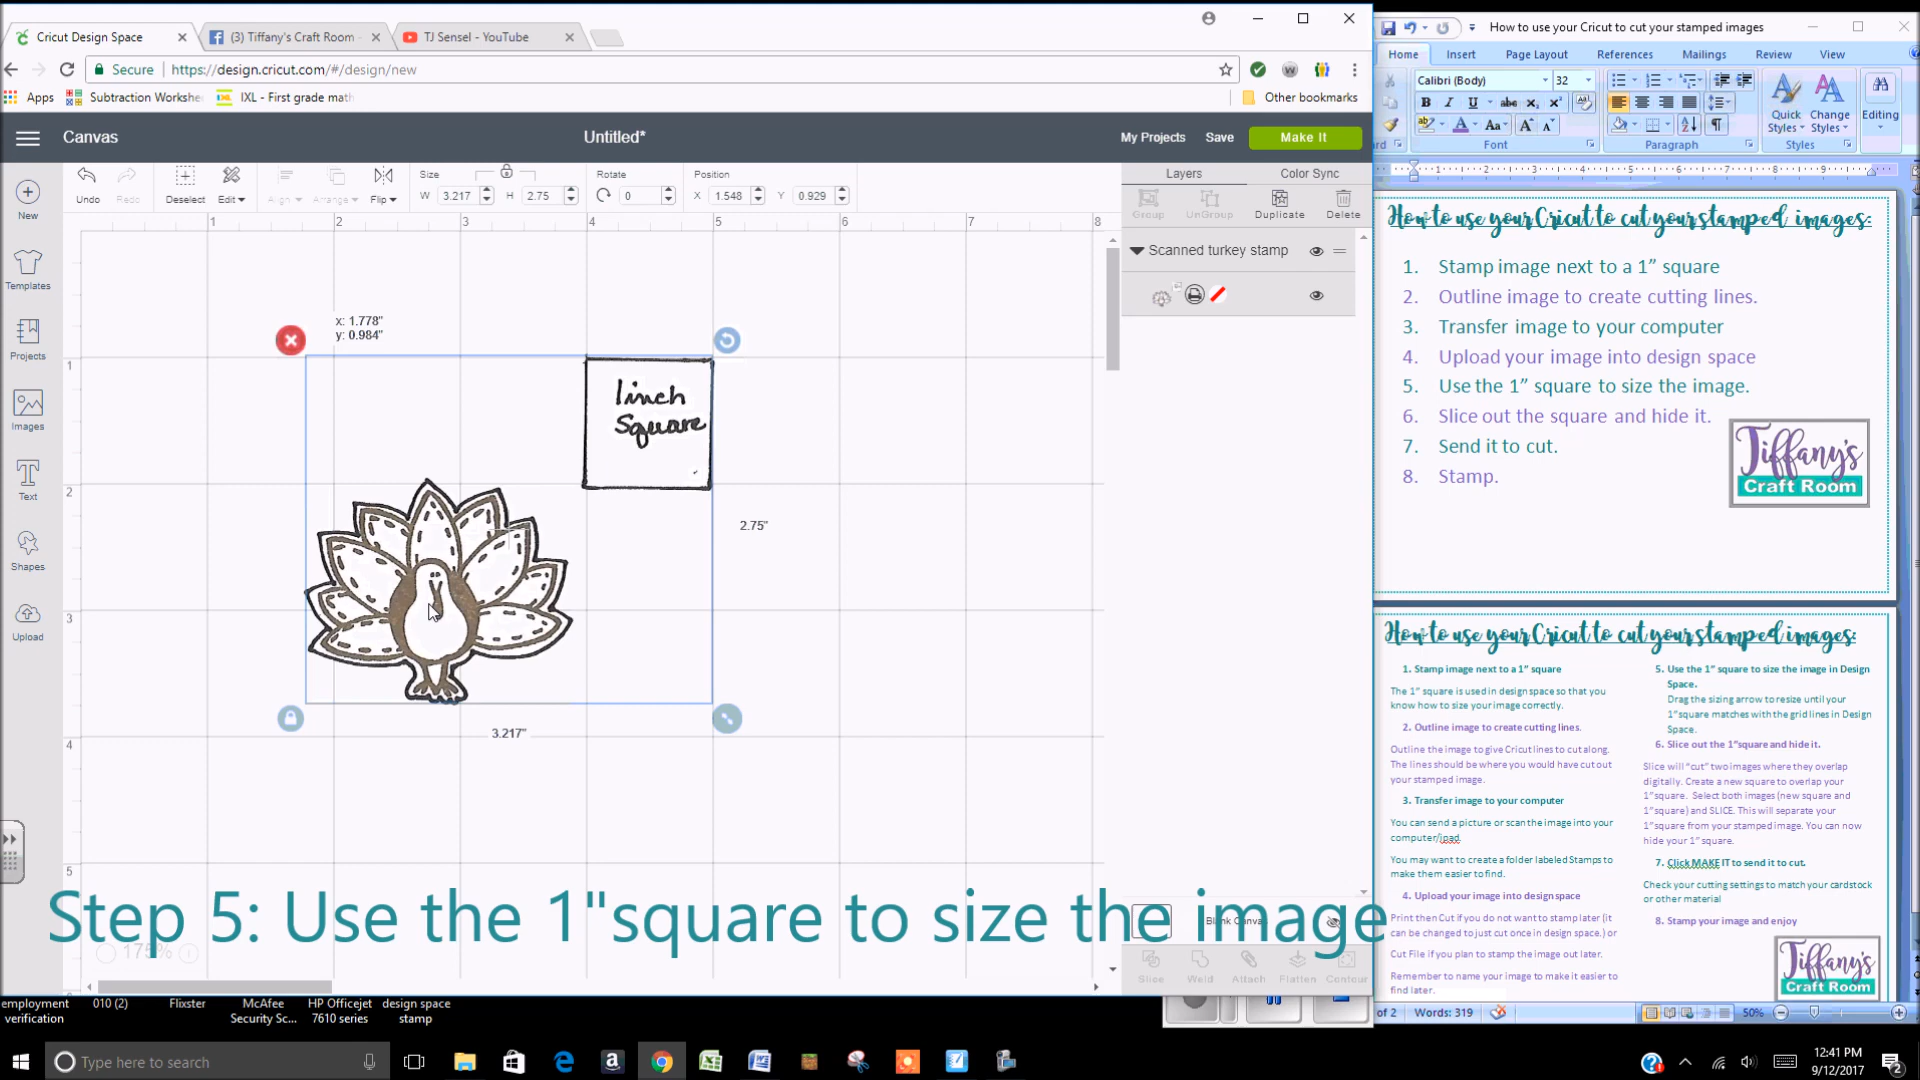 Cricut Design Space
(3) Tiffany's Craft Room -
TJ Sensel - YouTube
Secure
https://design.cricut.com/#/design/new
Apps
Subtraction Workshe
IXL - First grade math
Other bookmarks
Canvas
Untitled*
My Projects
Save
Make It
New
Templates
Projects
Images
Text
Shapes
Upload
Undo
Redo
Deselect
Edit
Align
Arrange
Flip
Size
W 3.217
H 2.75
Rotate
0
Position
X 1.548
Y 0.929
1 2 3 4 5 6 7 8
1
2
3
4
5
x: 1.778"
y: 0.984"
1inch
Square
2.75"
3.217"
175%
Layers
Color Sync
Group
UnGroup
Duplicate
Delete
Scanned turkey stamp
Blank Canvas
Slice
Weld
Attach
Flatten
Contour
Step 5: Use the 1"square to size the image
How to use your Cricut to cut your stamped images
Home
Insert
Page Layout
References
Mailings
Review
View
Calibri (Body)
32
Quick Styles
Change Styles
Editing
Font
Paragraph
Styles
How to use your Cricut to cut your stamped images:
1. Stamp image next to a 1” square
2. Outline image to create cutting lines.
3. Transfer image to your computer
4. Upload your image into design space
5. Use the 1” square to size the image.
6. Slice out the square and hide it.
7. Send it to cut.
8. Stamp.
Tiffany's
Craft Room
How to use your Cricut to cut your stamped images:
1. Stamp image next to a 1” square
The 1” square is used in design space so that you
know how to size your image correctly.
2. Outline image to create cutting lines.
Outline the image to give Cricut lines to cut along.
The lines should be where you would have cut out
your stamped image.
3. Transfer image to your computer
You can send a picture or scan the image into your
computer/ipad.
You may want to create a folder labeled Stamps to
make them easier to find.
4. Upload your image into design space
Print then Cut if you do not want to stamp later (it
can be changed to just cut once in design space.) or
Cut File if you plan to stamp the image out later.
Remember to name your image to make it easier to
find later.
5. Use the 1” square to size the image in Design
Space.
Drag the sizing arrow to resize until your
1”square matches with the grid lines in Design
Space.
6. Slice out the 1”square and hide it.
Slice will “cut” two images where they overlap
digitally. Create a new square to overlap your
1”square. Select both images (new square and
1”square) and SLICE. This will separate your
1”square from your stamped image. You can now
hide your 1” square.
7. Click MAKE IT to send it to cut.
Check your cutting settings to match your cardstock
or other material
8. Stamp your image and enjoy
Tiffany's
Craft Room
of 2
Words: 319
50%
employment verification
010 (2)
Flixster
McAfee Security Sc...
HP Officejet 7610 series
design space stamp
Type here to search
12:41 PM
9/12/2017
2